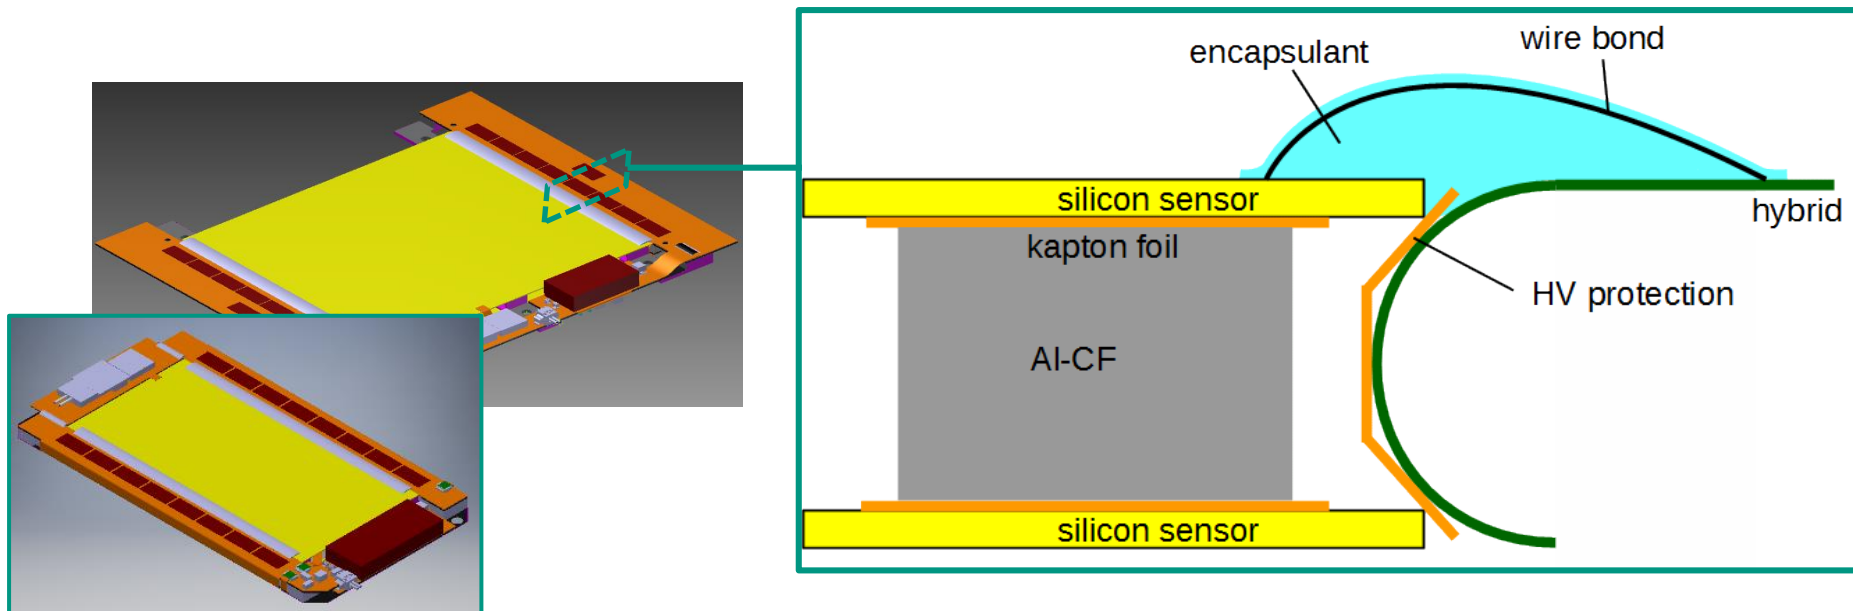 wire bond
encapsulant
silicon sensor
hybrid
kapton foil
HV protection
Al-CF
silicon sensor